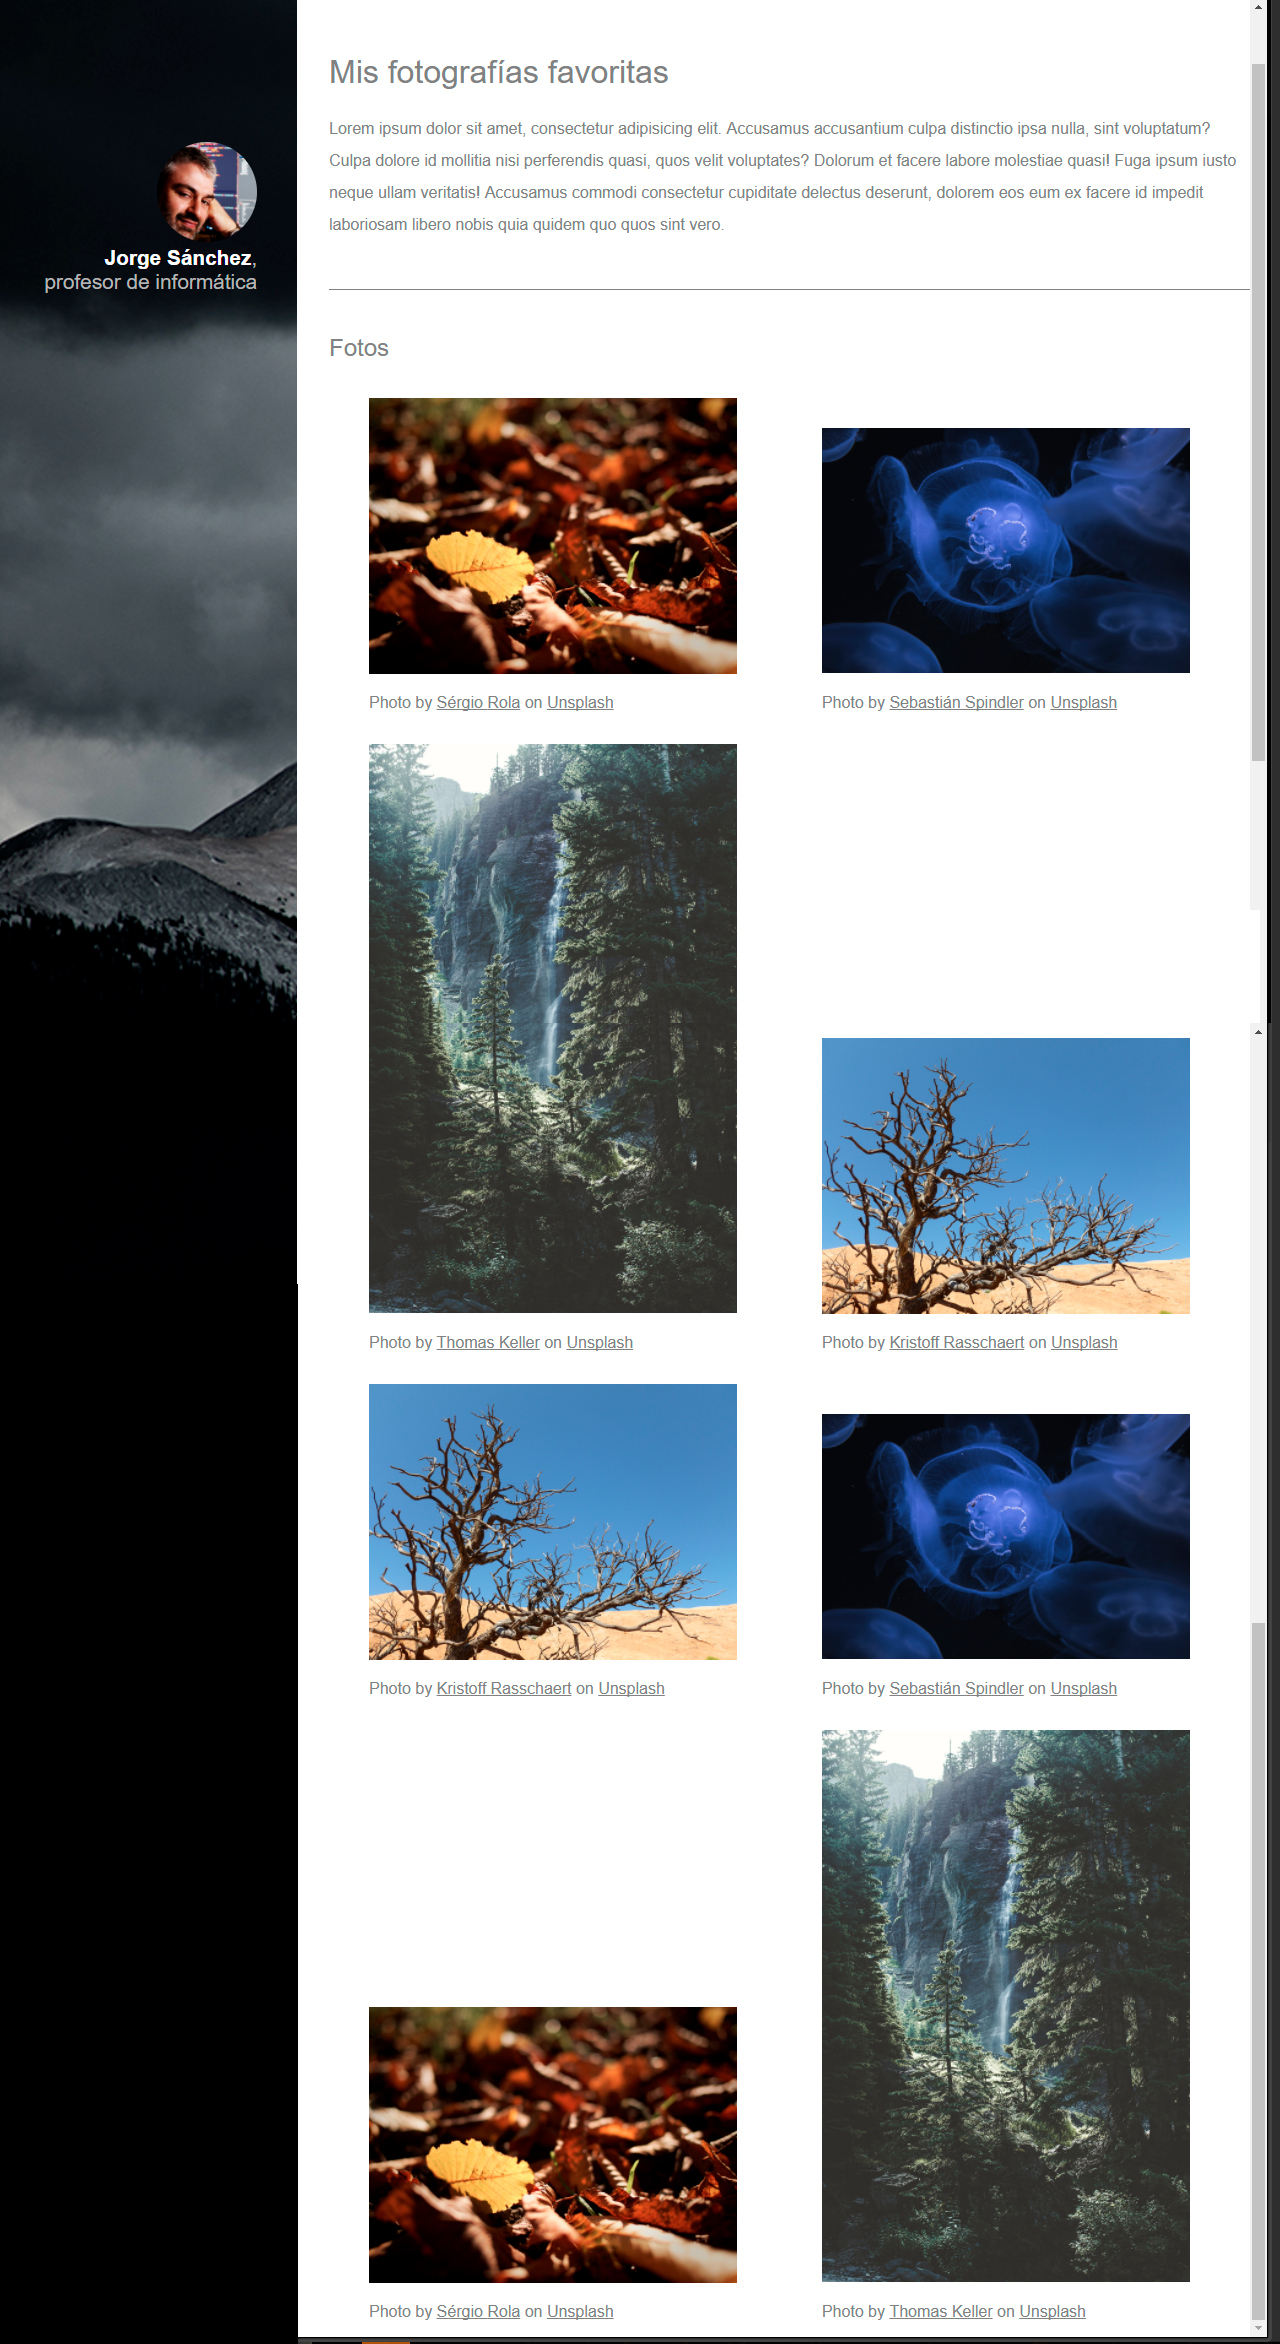 Jorge Sánchez,
profesor de informática
Mis fotografías favoritas
Lorem ipsum dolor sit amet, consectetur adipisicing elit. Accusamus accusantium culpa distinctio ipsa nulla, sint voluptatum?
Culpa dolore id mollitia nisi perferendis quasi, quos velit voluptates? Dolorum et facere labore molestiae quasi! Fuga ipsum iusto
neque ullam veritatis! Accusamus commodi consectetur cupiditate delectus deserunt, dolorem eos eum ex facere id impedit
laboriosam libero nobis quia quidem quo quos sint vero.
Fotos
Photo by Sérgio Rola on Unsplash
Photo by Sebastián Spindler on Unsplash
Photo by Thomas Keller on Unsplash
Photo by Kristoff Rasschaert on Unsplash
Photo by Kristoff Rasschaert on Unsplash
Photo by Sebastián Spindler on Unsplash
Photo by Sérgio Rola on Unsplash
Photo by Thomas Keller on Unsplash